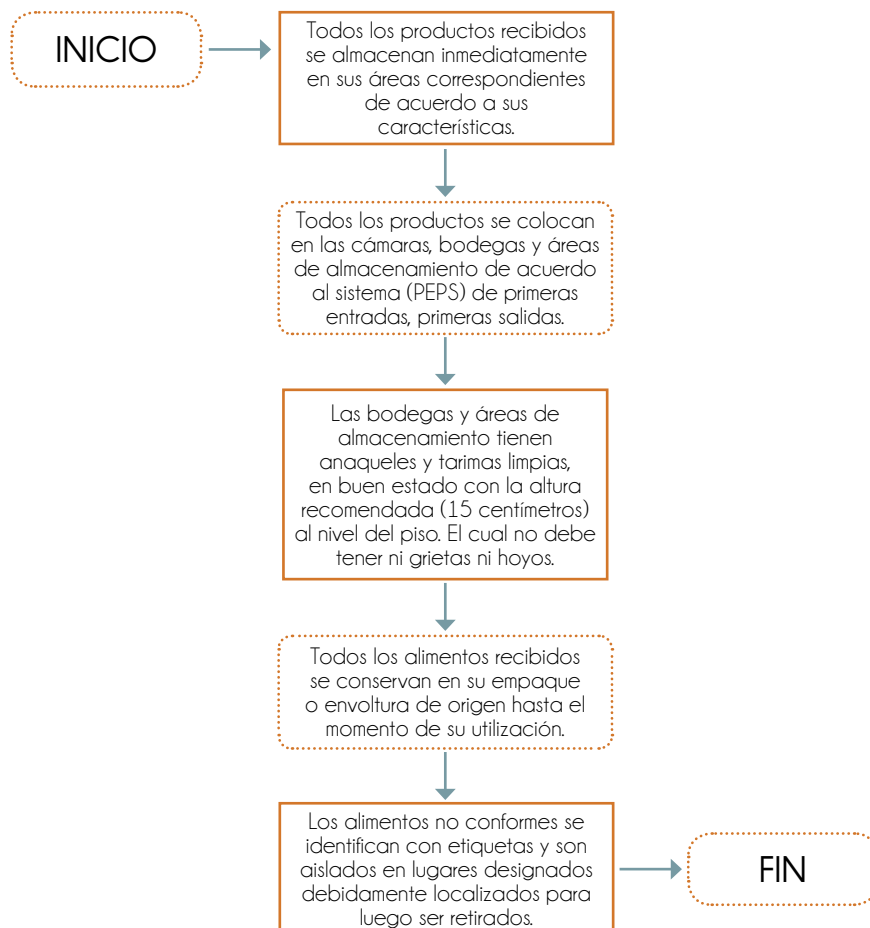 INICIO
Todos los productos recibidos
se almacenan inmediatamente
en sus áreas correspondientes
de acuerdo a sus
características.
Todos los productos se colocan
en las cámaras, bodegas y áreas
de almacenamiento de acuerdo
al sistema (PEPS) de primeras
entradas, primeras salidas.
Las bodegas y áreas de
almacenamiento tienen
anaqueles y tarimas limpias,
en buen estado con la altura
recomendada (15 centímetros)
al nivel del piso. El cual no debe
tener ni grietas ni hoyos.
Todos los alimentos recibidos
se conservan en su empaque
o envoltura de origen hasta el
momento de su utilización.
Los alimentos no conformes se
identifican con etiquetas y son
aislados en lugares designados
debidamente localizados para
luego ser retirados.
FIN